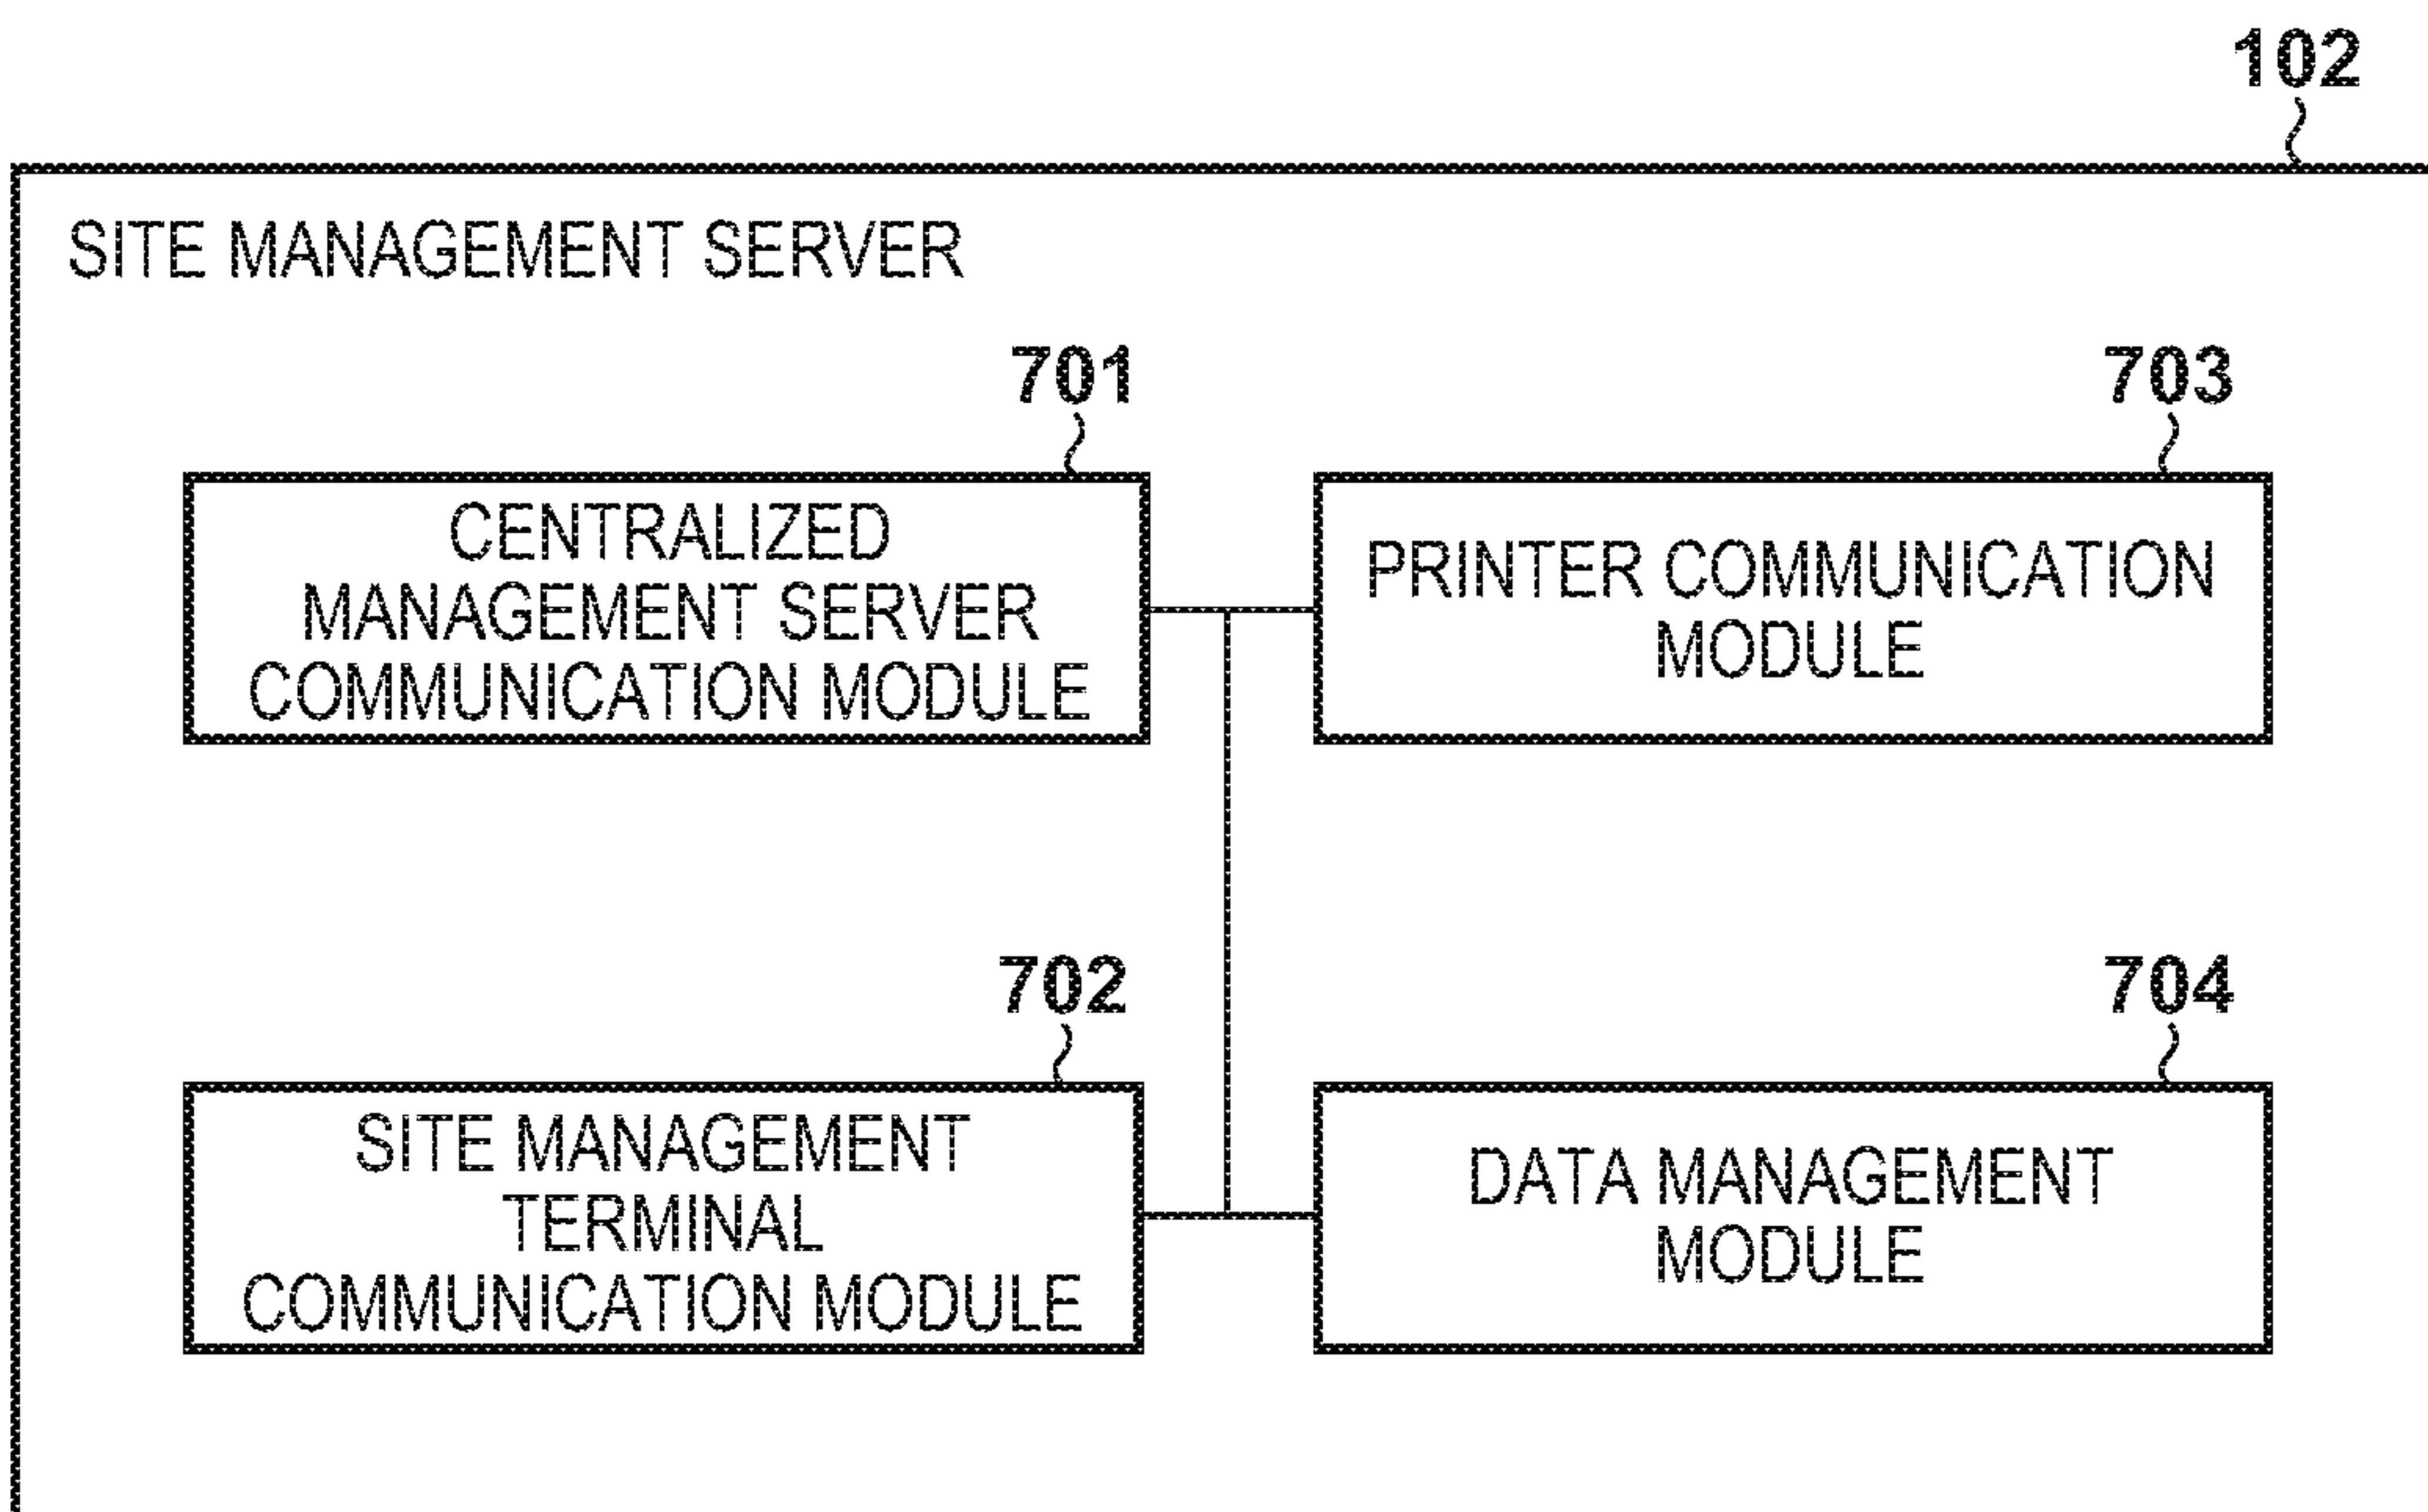 102
SITE MANAGEMENT SERVER
701
CENTRALIZED
MANAGEMENT SERVER
COMMUNICATION MODULE
703
PRINTER COMMUNICATION
MODULE
702
SITE MANAGEMENT
TERMINAL
COMMUNICATION MODULE
704
DATA MANAGEMENT
MODULE